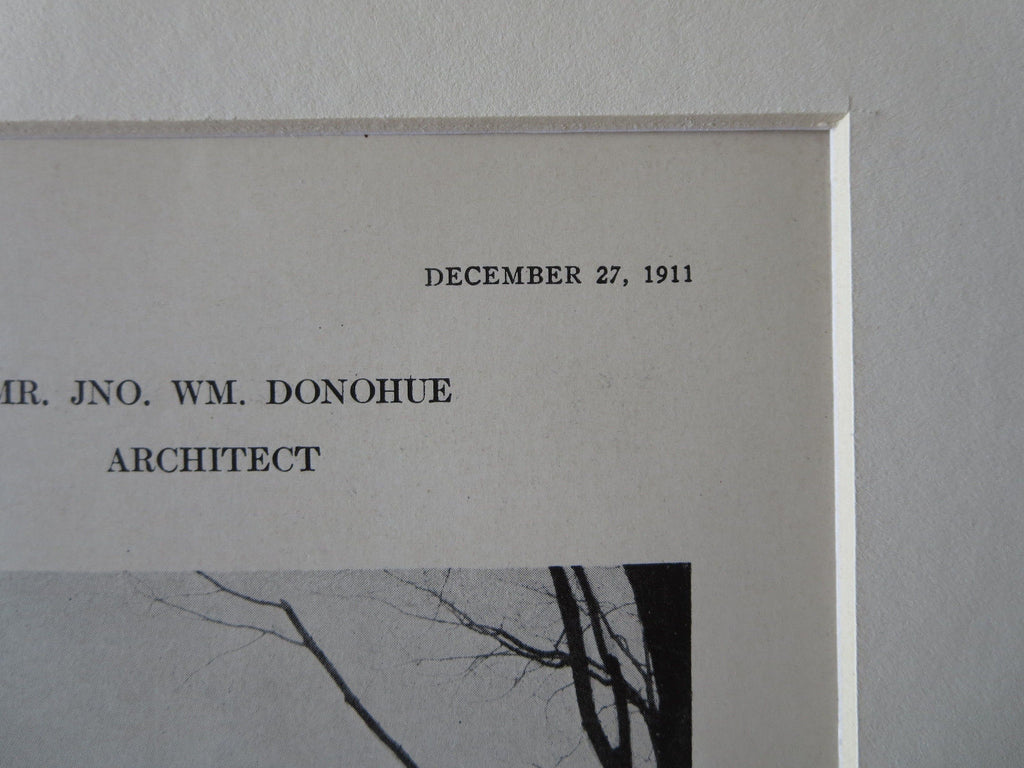 DECEMBER 27, 1911
MR. JNO. WM. DONOHUE
ARCHITECT